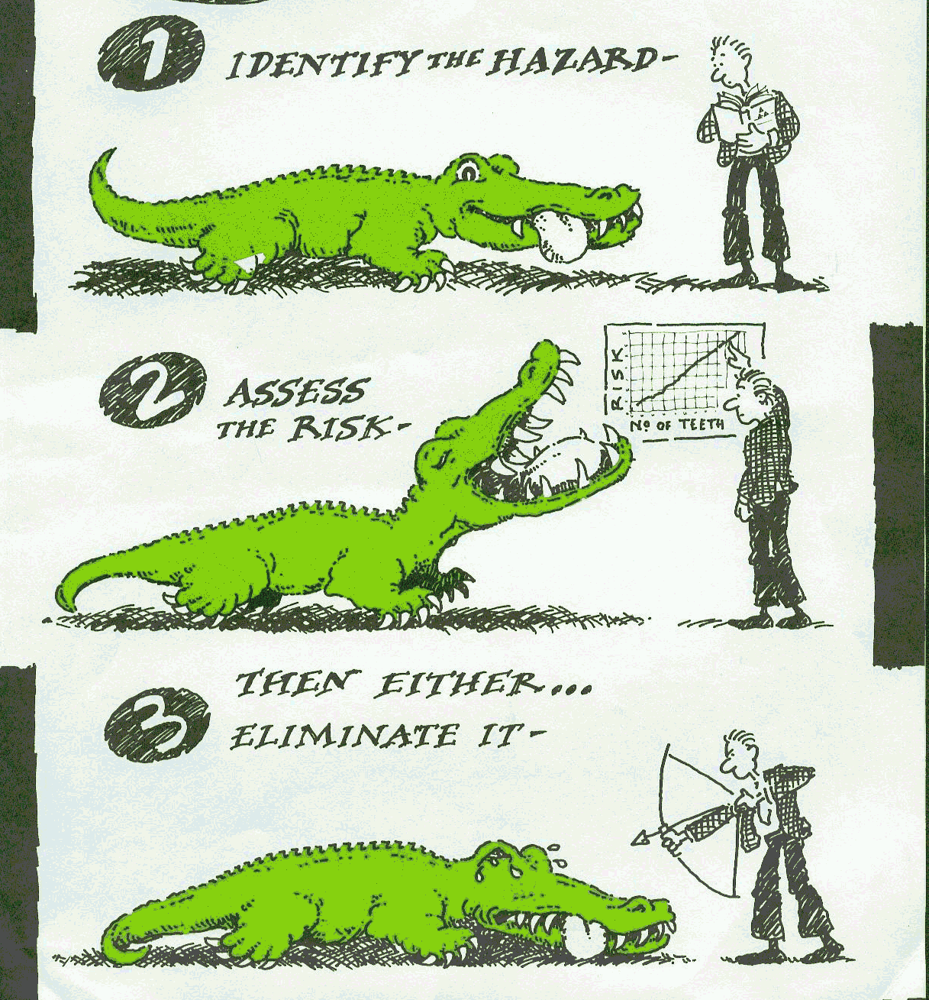 1 IDENTIFY THE HAZARD-
2 ASSESS
THE RISK-
RISK
Nº OF TEETH
3 THEN EITHER...
ELIMINATE IT-